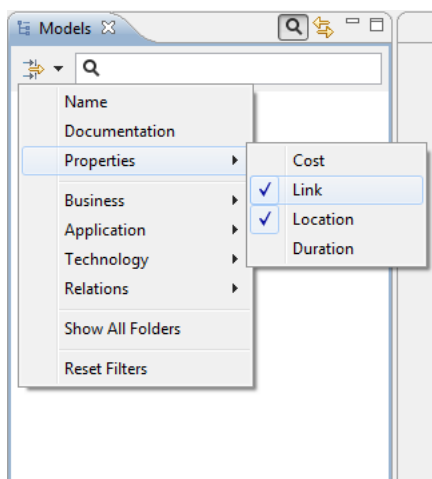 Models
Name
Documentation
Properties
Cost
Link
Location
Duration
Business
Application
Technology
Relations
Show All Folders
Reset Filters